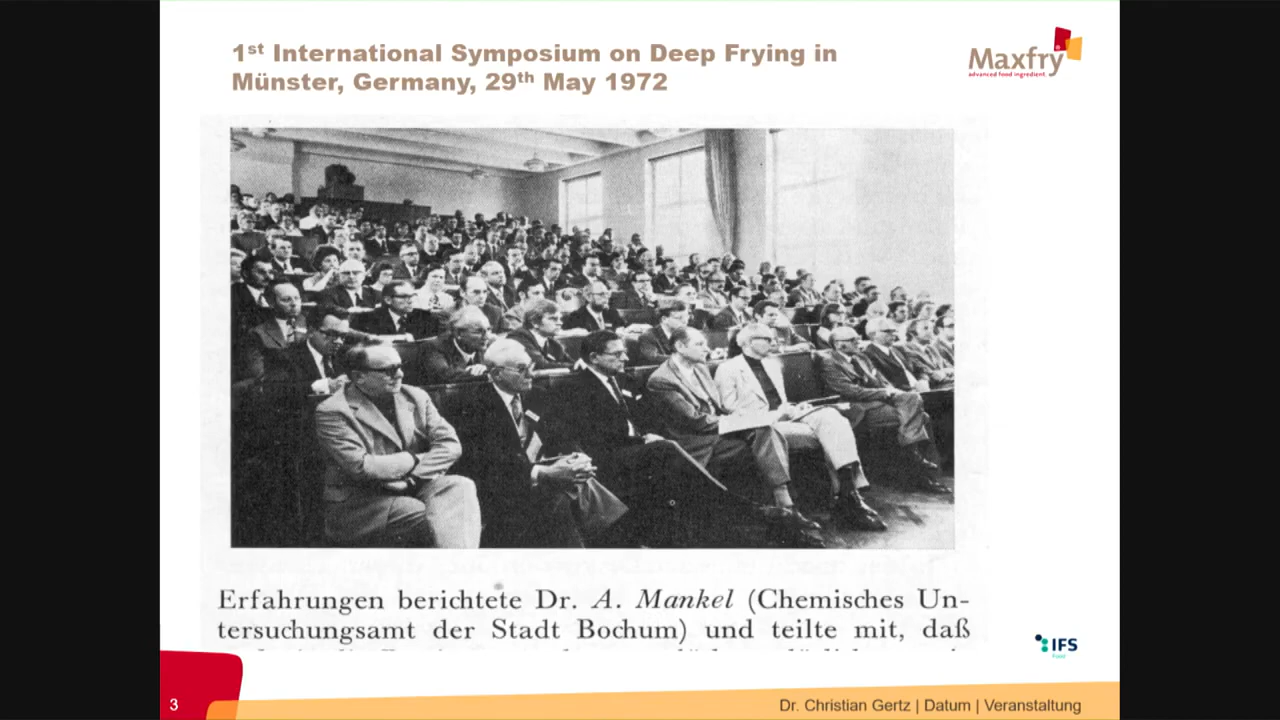 1st International Symposium on Deep Frying in
Münster, Germany, 29th May 1972
Maxfry®
advanced food ingredient.
Erfahrungen berichtete Dr. A. Mankel (Chemisches Un-
tersuchungsamt der Stadt Bochum) und teilte mit, daß
IFS
Food
3
Dr. Christian Gertz | Datum | Veranstaltung